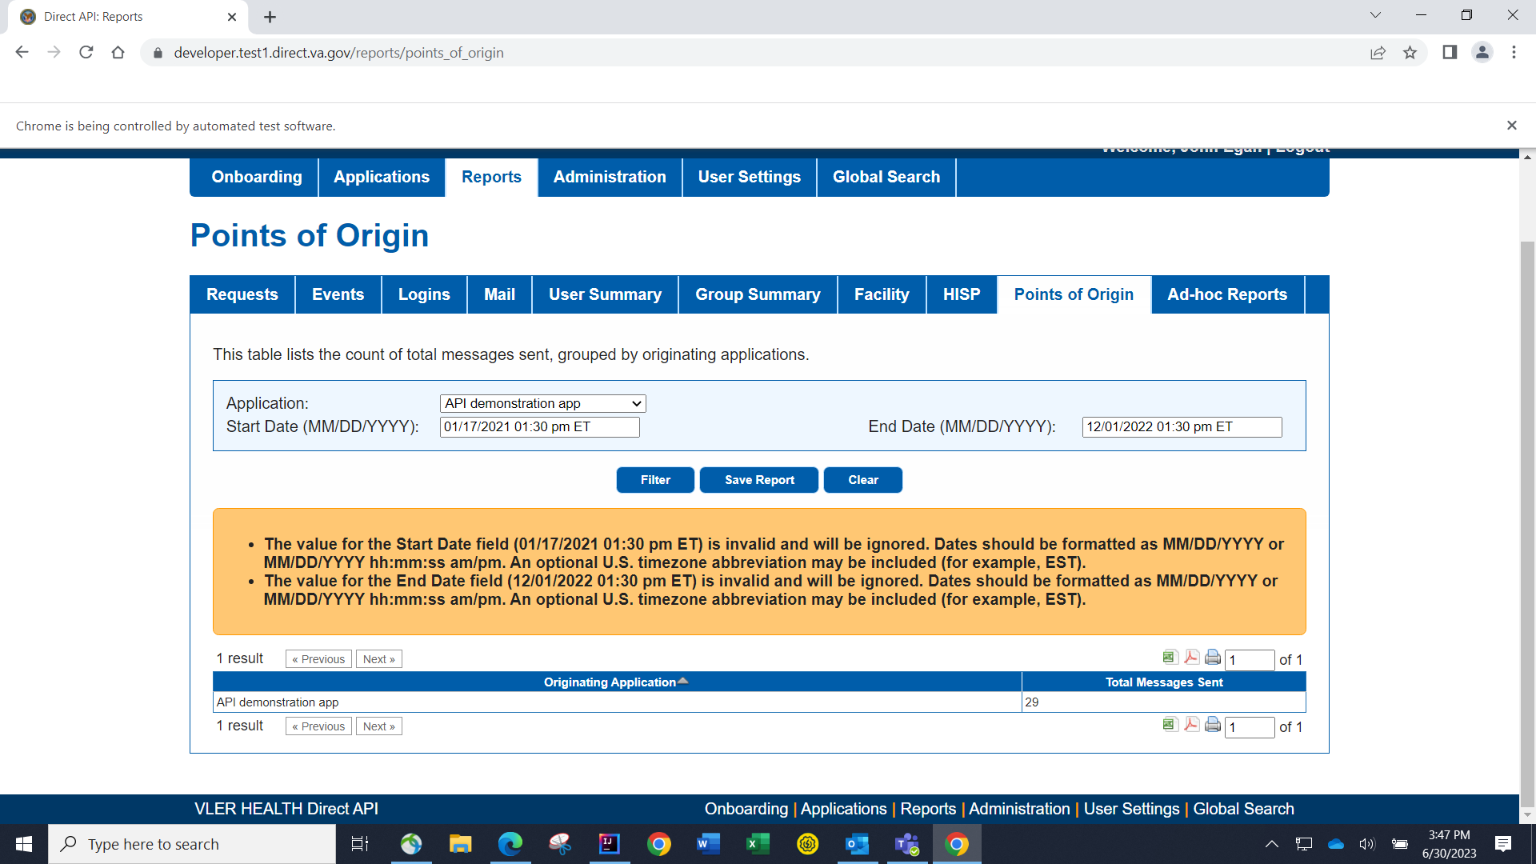 Direct API: Reports
developer.test1.direct.va.gov/reports/points_of_origin
Chrome is being controlled by automated test software.
Welcome, John Egan | Logout
Onboarding Applications Reports Administration User Settings Global Search
Points of Origin
Requests Events Logins Mail User Summary Group Summary Facility HISP Points of Origin Ad-hoc Reports
This table lists the count of total messages sent, grouped by originating applications.
Application: API demonstration app
Start Date (MM/DD/YYYY): 01/17/2021 01:30 pm ET End Date (MM/DD/YYYY): 12/01/2022 01:30 pm ET
Filter Save Report Clear
• The value for the Start Date field (01/17/2021 01:30 pm ET) is invalid and will be ignored. Dates should be formatted as MM/DD/YYYY or
MM/DD/YYYY hh:mm:ss am/pm. An optional U.S. timezone abbreviation may be included (for example, EST).
• The value for the End Date field (12/01/2022 01:30 pm ET) is invalid and will be ignored. Dates should be formatted as MM/DD/YYYY or
MM/DD/YYYY hh:mm:ss am/pm. An optional U.S. timezone abbreviation may be included (for example, EST).
1 result « Previous Next » 1 of 1
Originating Application Total Messages Sent
API demonstration app 29
1 result « Previous Next » 1 of 1
VLER HEALTH Direct API Onboarding | Applications | Reports | Administration | User Settings | Global Search
Type here to search
3:47 PM
6/30/2023